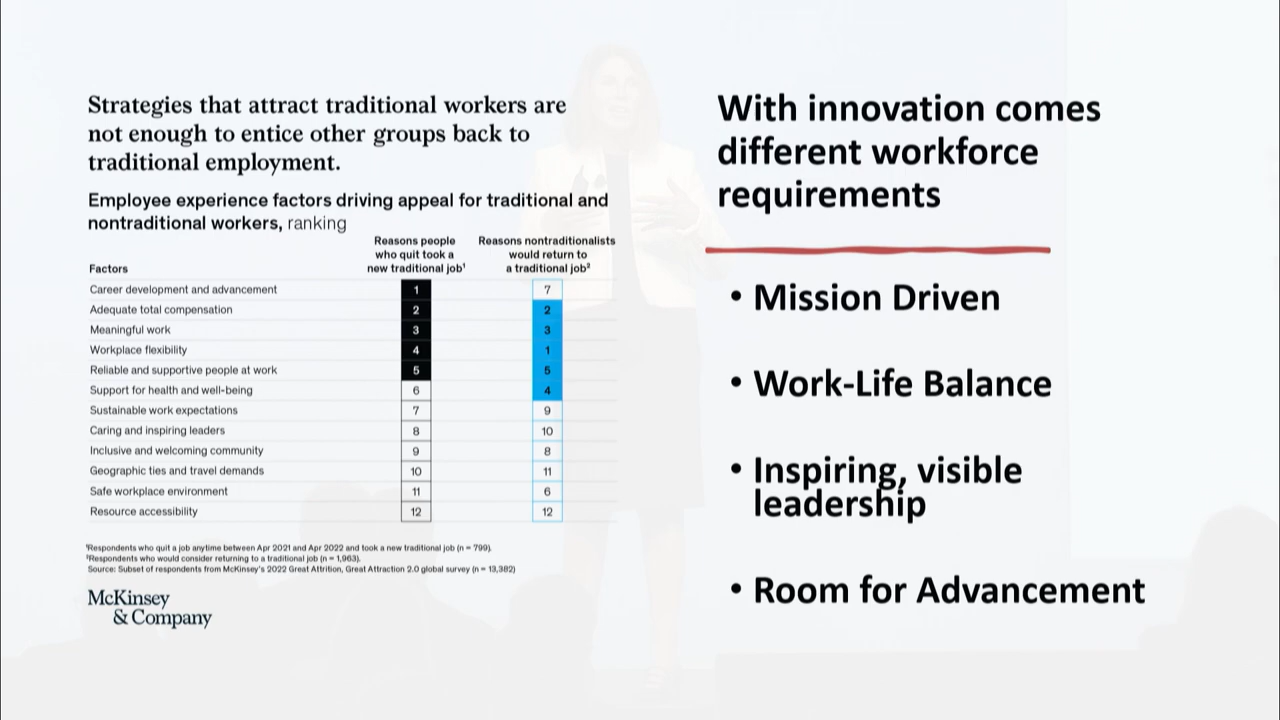 Strategies that attract traditional workers are
not enough to entice other groups back to
traditional employment.
Employee experience factors driving appeal for traditional and
nontraditional workers, ranking
Factors
Reasons people
who quit took a
new traditional job¹
Reasons nontraditionalists
would return to
a traditional job²
Career development and advancement 1 7
Adequate total compensation 2 2
Meaningful work 3 3
Workplace flexibility 4 1
Reliable and supportive people at work 5 5
Support for health and well-being 6 4
Sustainable work expectations 7 9
Caring and inspiring leaders 8 10
Inclusive and welcoming community 9 8
Geographic ties and travel demands 10 11
Safe workplace environment 11 6
Resource accessibility 12 12
¹Respondents who quit a job anytime between Apr 2021 and Apr 2022 and took a new traditional job (n = 799).
²Respondents who would consider returning to a traditional job (n = 1,963).
Source: Subset of respondents from McKinsey's 2022 Great Attrition, Great Attraction 2.0 global survey (n = 13,382)
McKinsey
& Company
With innovation comes
different workforce
requirements
• Mission Driven
• Work-Life Balance
• Inspiring, visible
leadership
• Room for Advancement